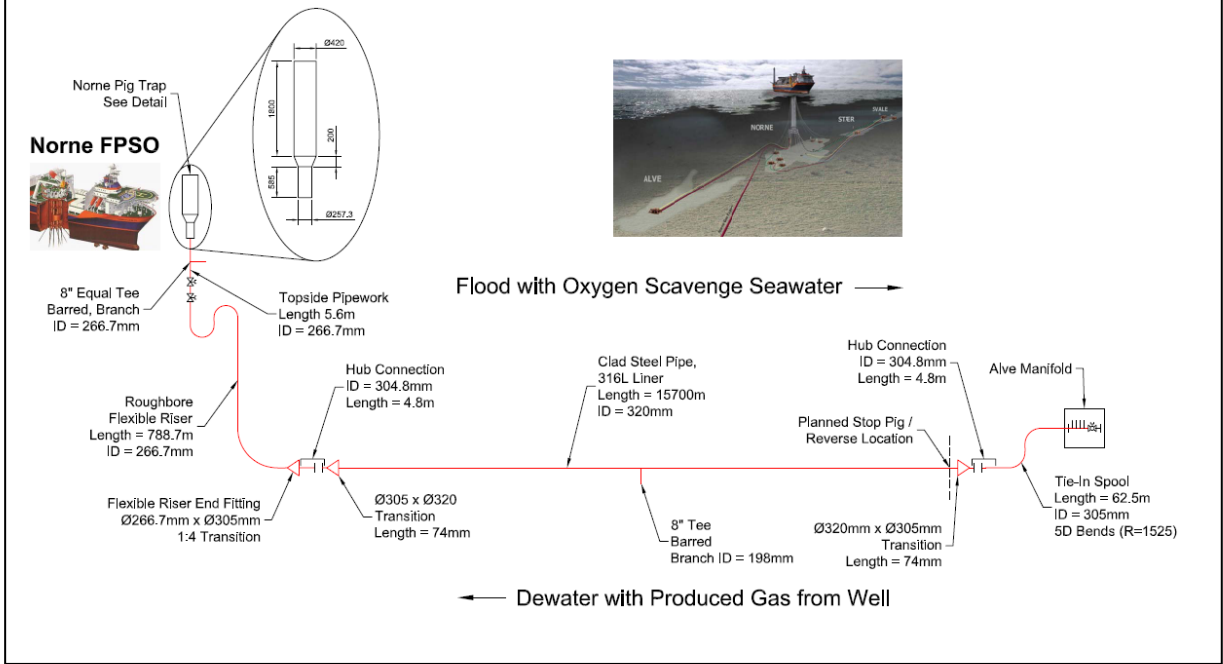 Ø420
1800
200
585
Ø257.3
Norne Pig Trap
See Detail
Norne FPSO
NORNE
STÆR
SVALE
ALVE
8" Equal Tee
Barred, Branch
ID = 266.7mm
Topside Pipework
Length 5.6m
ID = 266.7mm
Flood with Oxygen Scavenge Seawater
Roughbore
Flexible Riser
Length = 788.7m
ID = 266.7mm
Hub Connection
ID = 304.8mm
Length = 4.8m
Clad Steel Pipe,
316L Liner
Length = 15700m
ID = 320mm
Hub Connection
ID = 304.8mm
Length = 4.8m
Alve Manifold
Planned Stop Pig /
Reverse Location
Flexible Riser End Fitting
Ø266.7mm x Ø305mm
1:4 Transition
Ø305 x Ø320
Transition
Length = 74mm
8" Tee
Barred
Branch ID = 198mm
Ø320mm x Ø305mm
Transition
Length = 74mm
Tie-In Spool
Length = 62.5m
ID = 305mm
5D Bends (R=1525)
Dewater with Produced Gas from Well